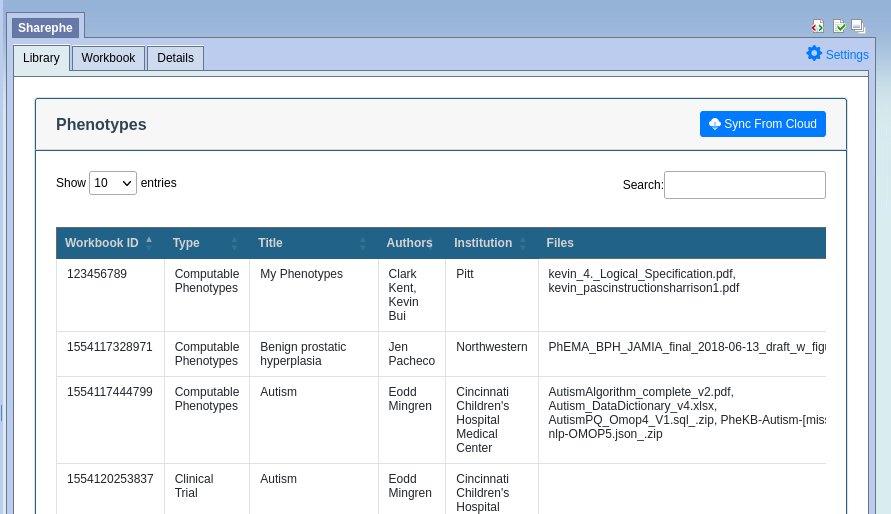 Sharephe
Library Workbook Details Settings
Phenotypes Sync From Cloud
Show 10 entries Search:
Workbook ID Type Title Authors Institution Files
123456789 Computable Phenotypes My Phenotypes Clark Kent, Kevin Bui Pitt kevin_4._Logical_Specification.pdf, kevin_pascinstructionsharrison1.pdf
1554117328971 Computable Phenotypes Benign prostatic hyperplasia Jen Pacheco Northwestern PhEMA_BPH_JAMIA_final_2018-06-13_draft_w_figu
1554117444799 Computable Phenotypes Autism Eodd Mingren Cincinnati Children's Hospital Medical Center AutismAlgorithm_complete_v2.pdf, Autism_DataDictionary_v4.xlsx, AutismPQ_Omop4_V1.sql_.zip, PheKB-Autism-[miss nlp-OMOP5.json_.zip
1554120253837 Clinical Trial Autism Eodd Mingren Cincinnati Children's Hospital